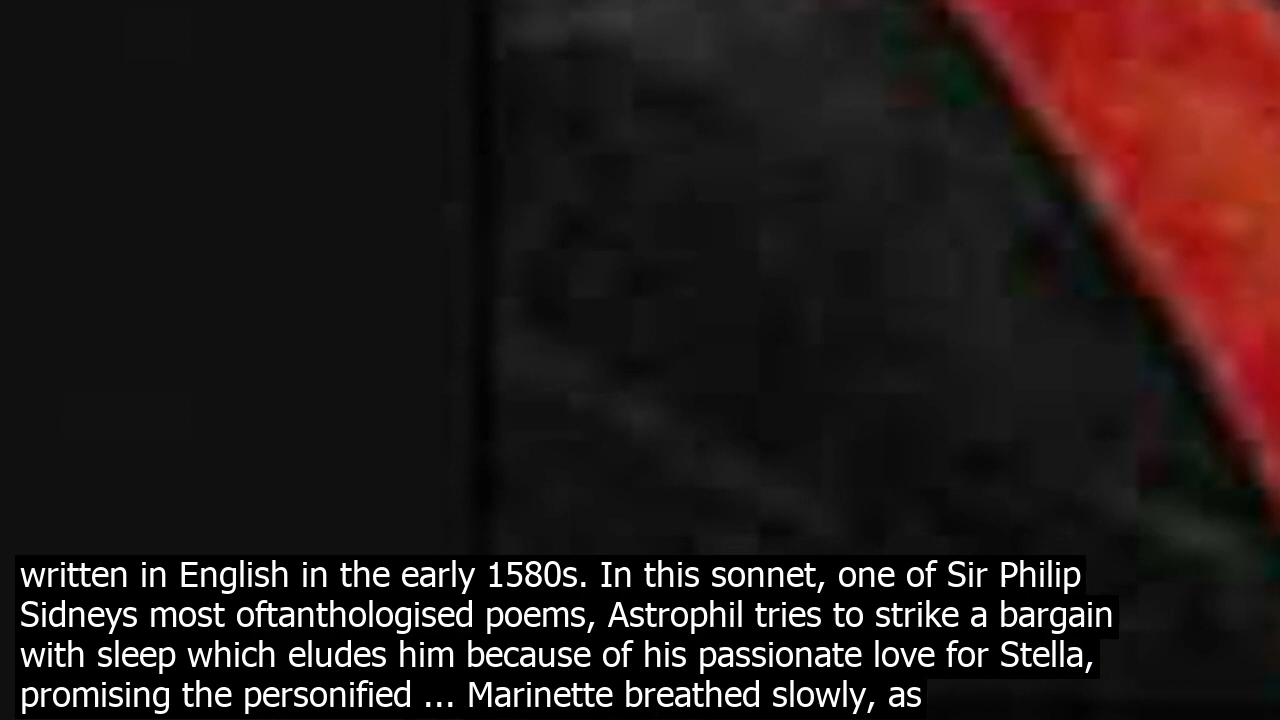 written in English in the early 1580s. In this sonnet, one of Sir Philip
Sidneys most oftanthologised poems, Astrophil tries to strike a bargain
with sleep which eludes him because of his passionate love for Stella,
promising the personified ... Marinette breathed slowly, as